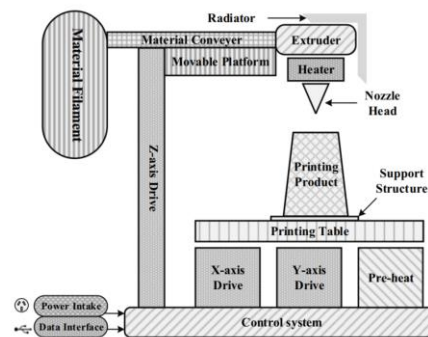 Radiator
Material Filament
Material Conveyer
Extruder
Movable Platform
Heater
Nozzle
Head
Z-axis Drive
Printing
Product
Support
Structure
Printing Table
X-axis
Drive
Y-axis
Drive
Pre-heat
Power Intake
Data Interface
Control system